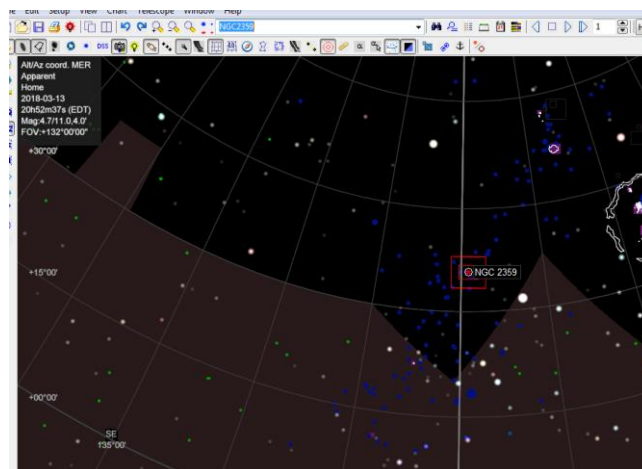 Edit Setup View Chart Telescope Window Help
NGC2359
DSS
1
Alt/Az coord. MER
Apparent
Home
2018-03-13
20h52m37s (EDT)
Mag:4.7/11.0,4.0'
FOV:+132°00'00"
+30°00'
+15°00'
NGC 2359
+00°00'
SE
135°00'